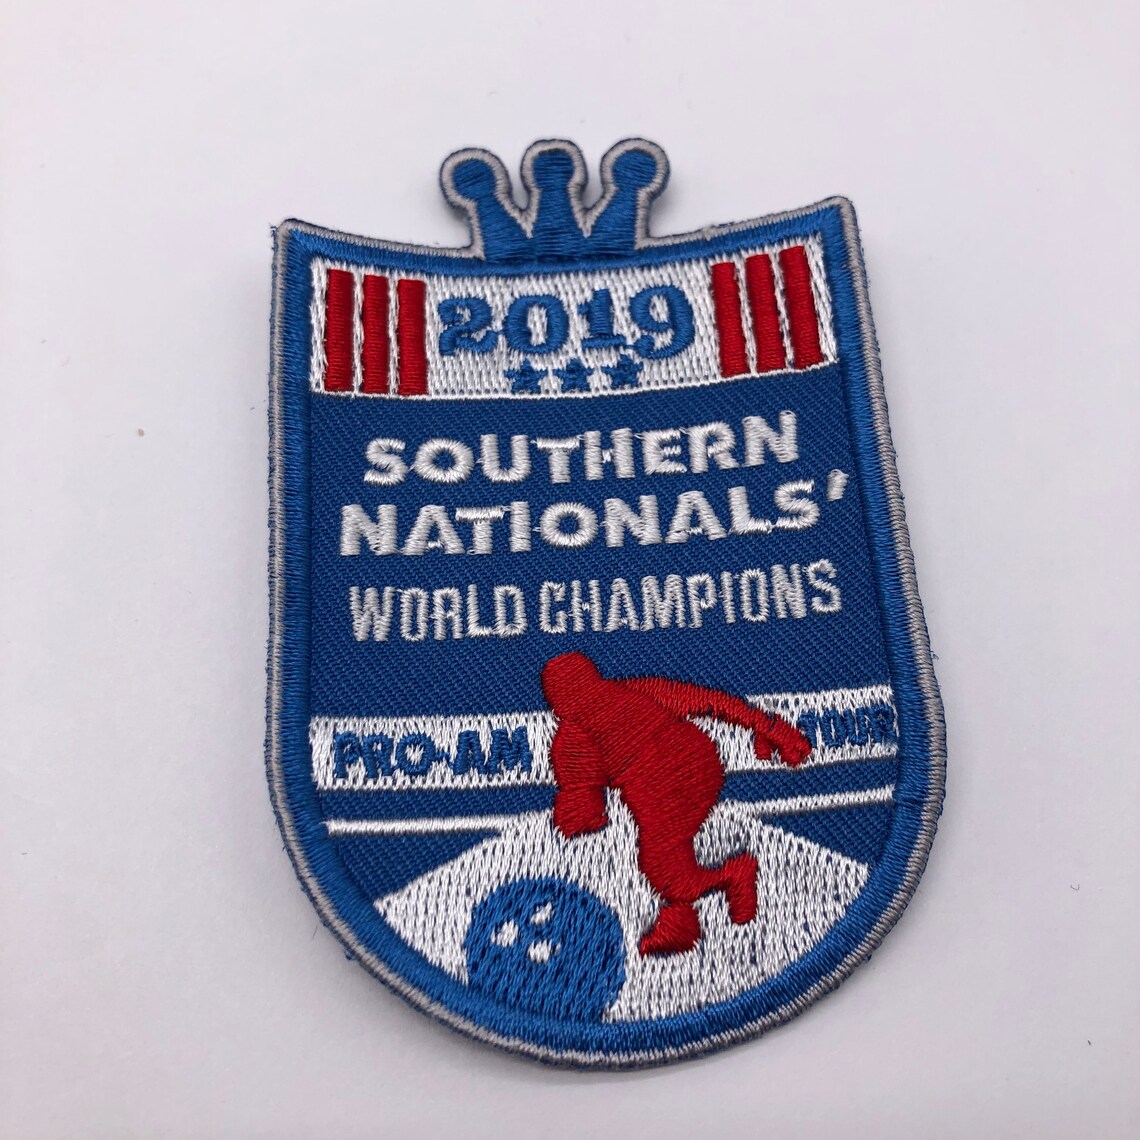 2019
SOUTHERN
NATIONALS'
WORLD CHAMPIONS
PRO-AM TOUR